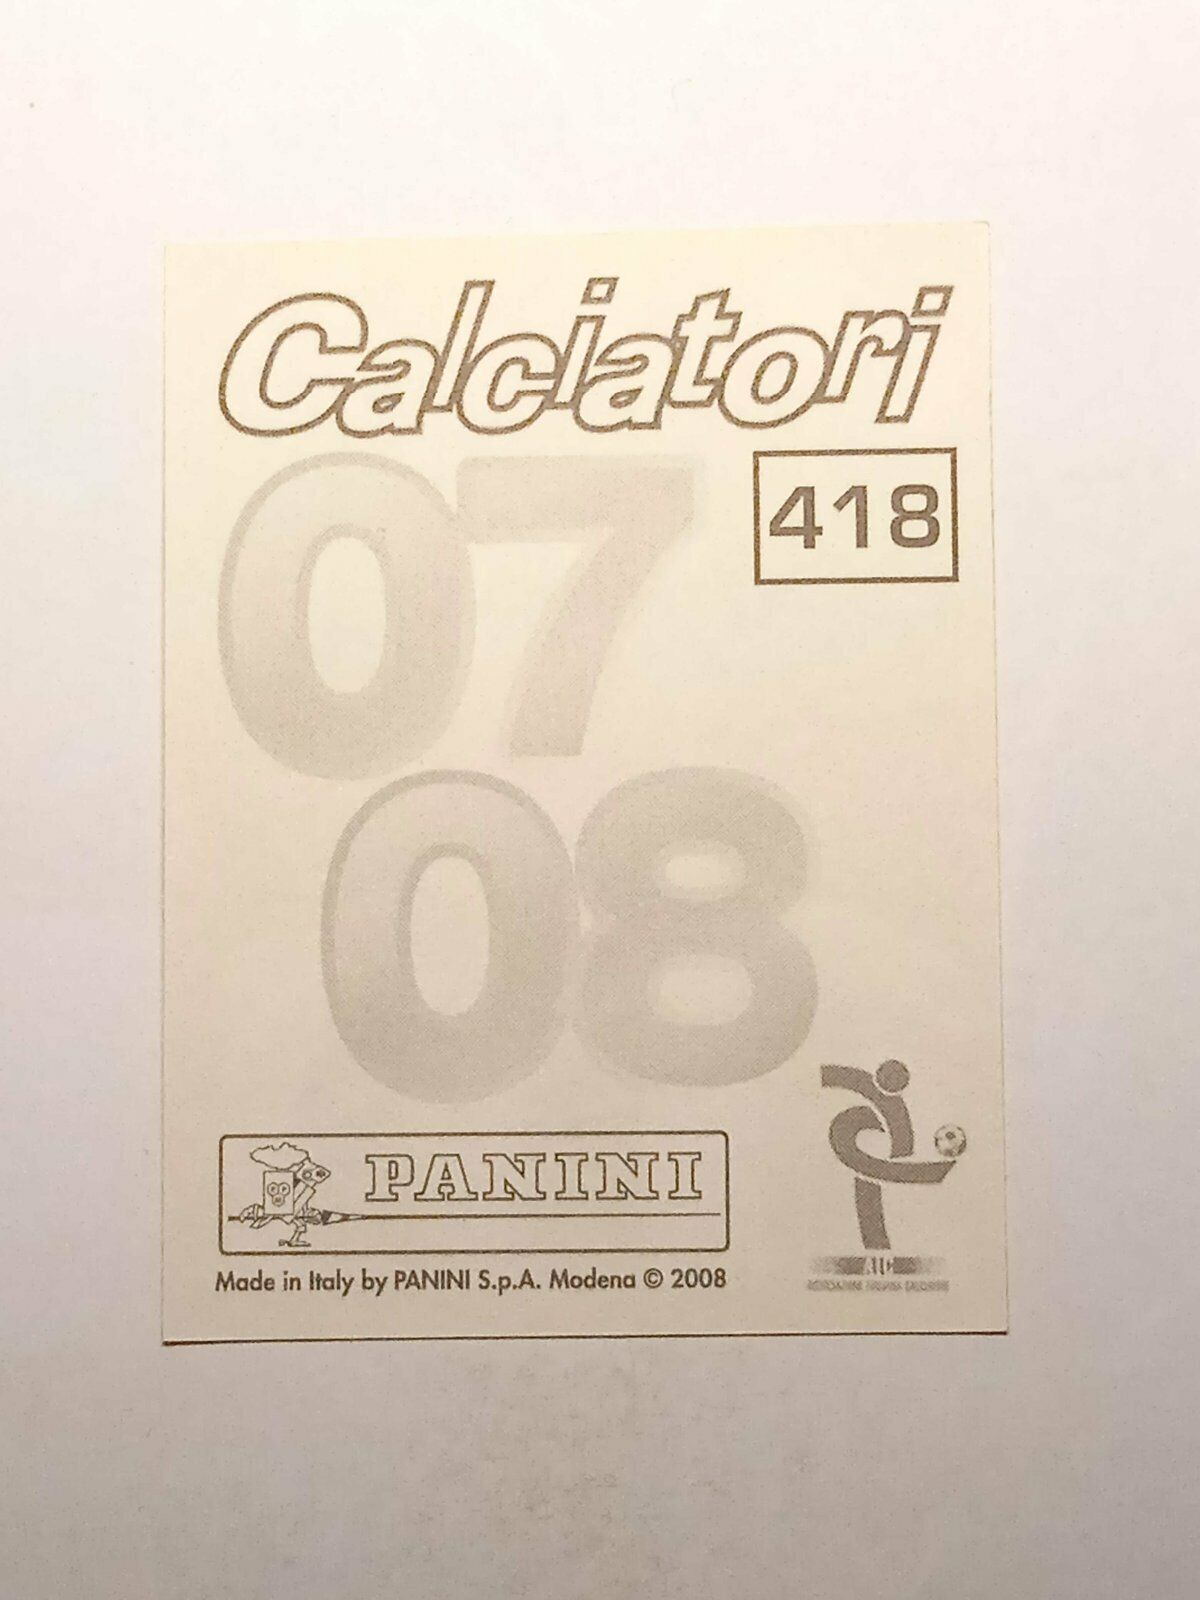 Calciatori
07
418
08
PANINI
Made in Italy by PANINI S.p.A. Modena © 2008